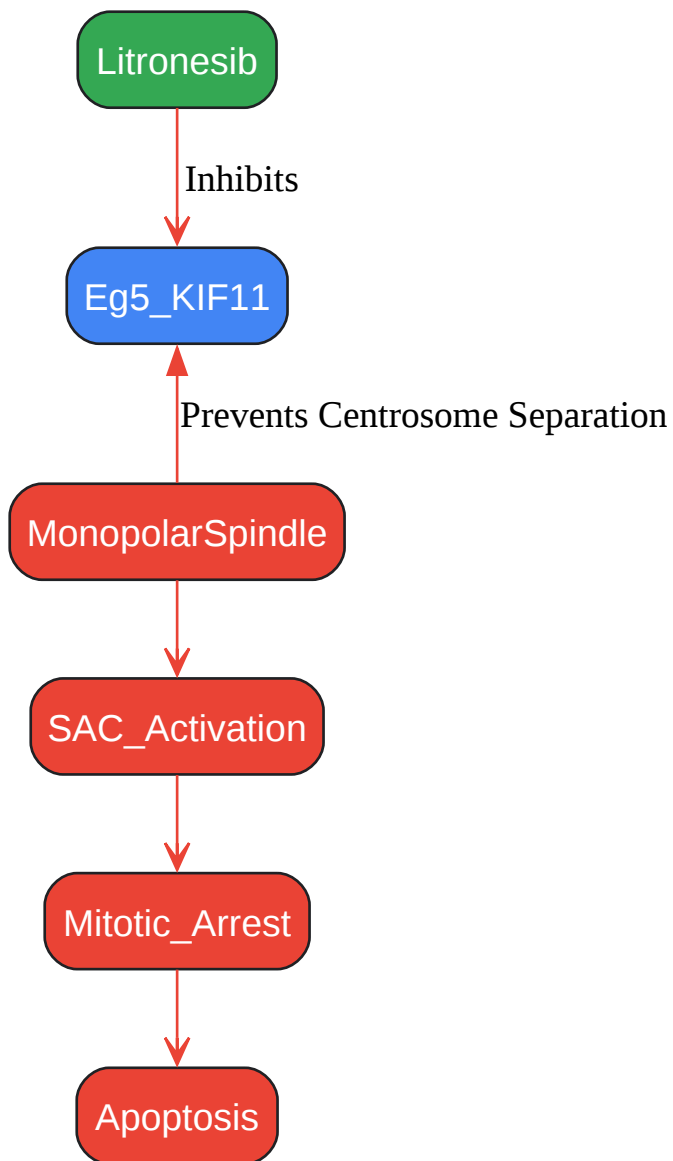 Litronesib
Inhibits
Eg5_KIF11
Prevents Centrosome Separation
MonopolarSpindle
SAC_Activation
Mitotic_Arrest
Apoptosis